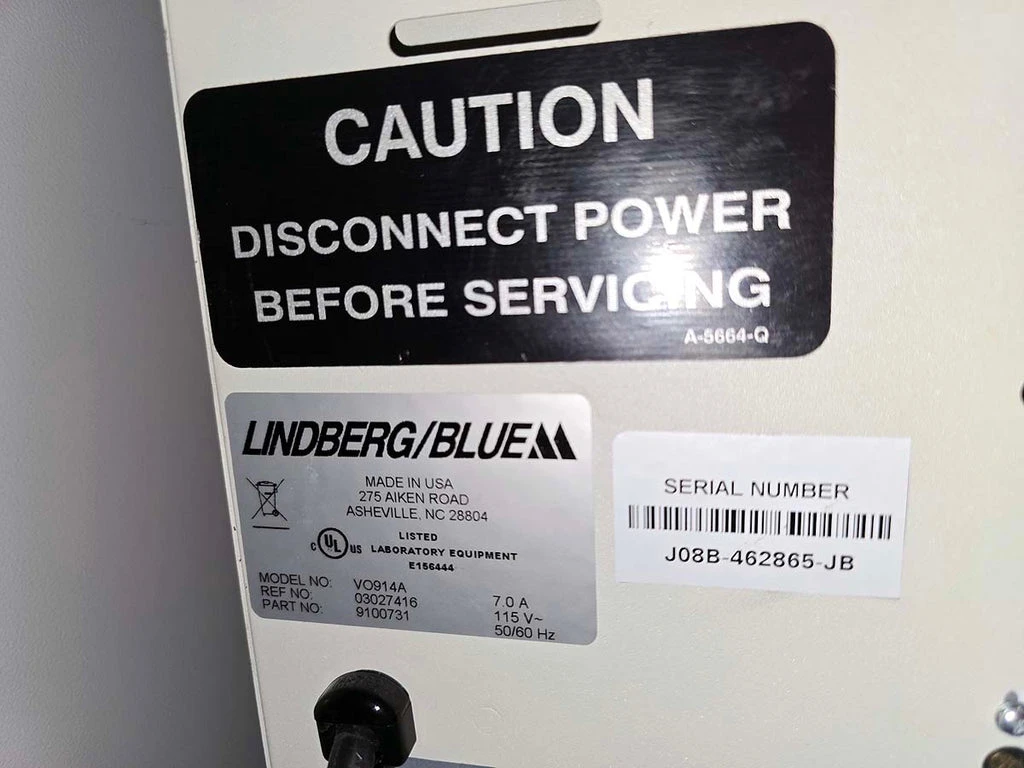 CAUTION
DISCONNECT POWER
BEFORE SERVICING
A-5664-Q
LINDBERG/BLUE M
MADE IN USA
275 AIKEN ROAD
ASHEVILLE, NC 28804
C UL US LISTED
LABORATORY EQUIPMENT
E156444
MODEL NO: VO914A
REF NO: 03027416 7.0 A
PART NO: 9100731 115 V~
50/60 Hz
SERIAL NUMBER
J08B-462865-JB